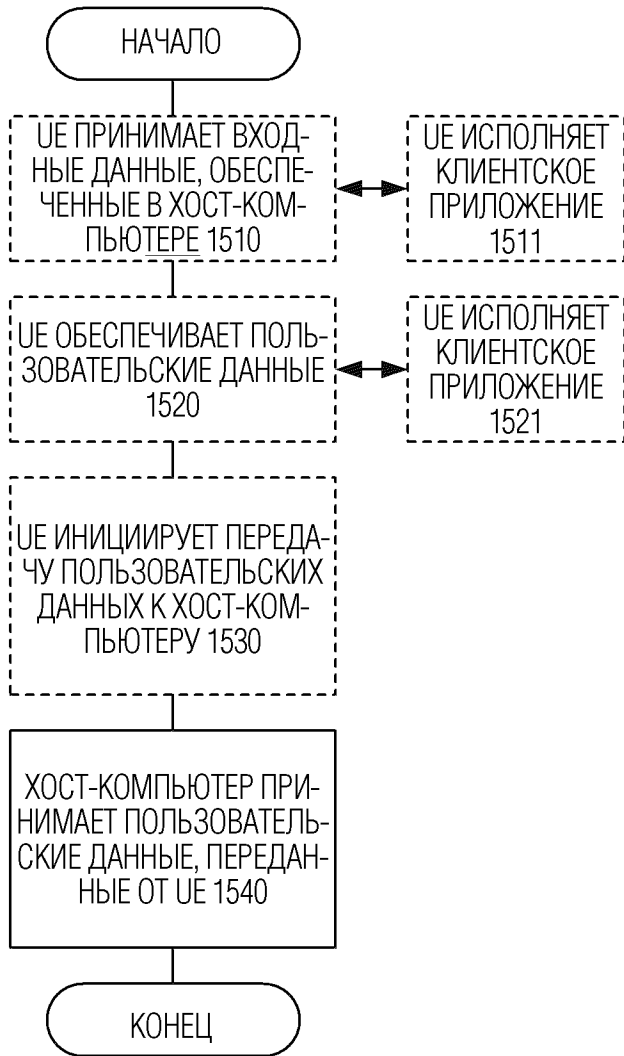 НАЧАЛО
UE ПРИНИМАЕТ ВХОД-
НЫЕ ДАННЫЕ, ОБЕСПЕ-
ЧЕННЫЕ В ХОСТ-КОМ-
ПЬЮТЕРЕ 1510
UE ИСПОЛНЯЕТ
КЛИЕНТСКОЕ
ПРИЛОЖЕНИЕ
1511
UE ОБЕСПЕЧИВАЕТ ПОЛЬ-
ЗОВАТЕЛЬСКИЕ ДАННЫЕ
1520
UE ИСПОЛНЯЕТ
КЛИЕНТСКОЕ
ПРИЛОЖЕНИЕ
1521
UE ИНИЦИИРУЕТ ПЕРЕДА-
ЧУ ПОЛЬЗОВАТЕЛЬСКИХ
ДАННЫХ К ХОСТ-КОМ-
ПЬЮТЕРУ 1530
ХОСТ-КОМПЬЮТЕР ПРИ-
НИМАЕТ ПОЛЬЗОВАТЕЛЬ-
СКИЕ ДАННЫЕ, ПЕРЕДАН-
НЫЕ ОТ UE 1540
КОНЕЦ